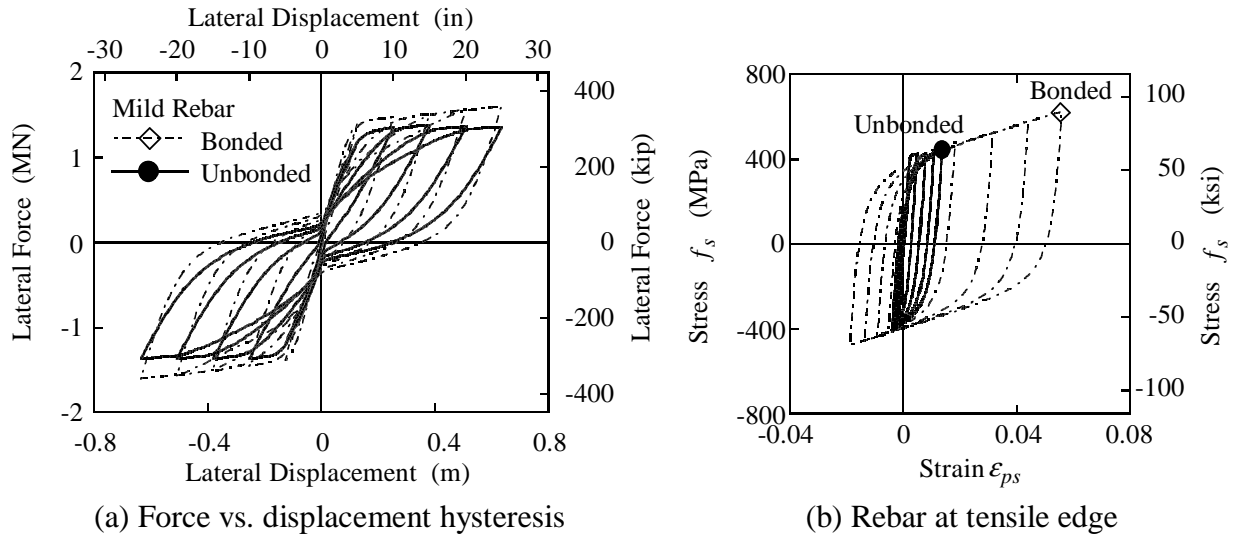 Lateral Displacement (in)
-30 -20 -10 0 10 20 30
2
1
0
-1
-2
Lateral Force (MN)
Mild Rebar
Bonded
Unbonded
400
200
0
-200
-400
Lateral Force (kip)
-0.8 -0.4 0 0.4 0.8
Lateral Displacement (m)
(a) Force vs. displacement hysteresis
800
400
0
-400
-800
Stress f_s (MPa)
Bonded
Unbonded
100
50
0
-50
-100
Stress f_s (ksi)
-0.04 0 0.04 0.08
Strain ε_ps
(b) Rebar at tensile edge